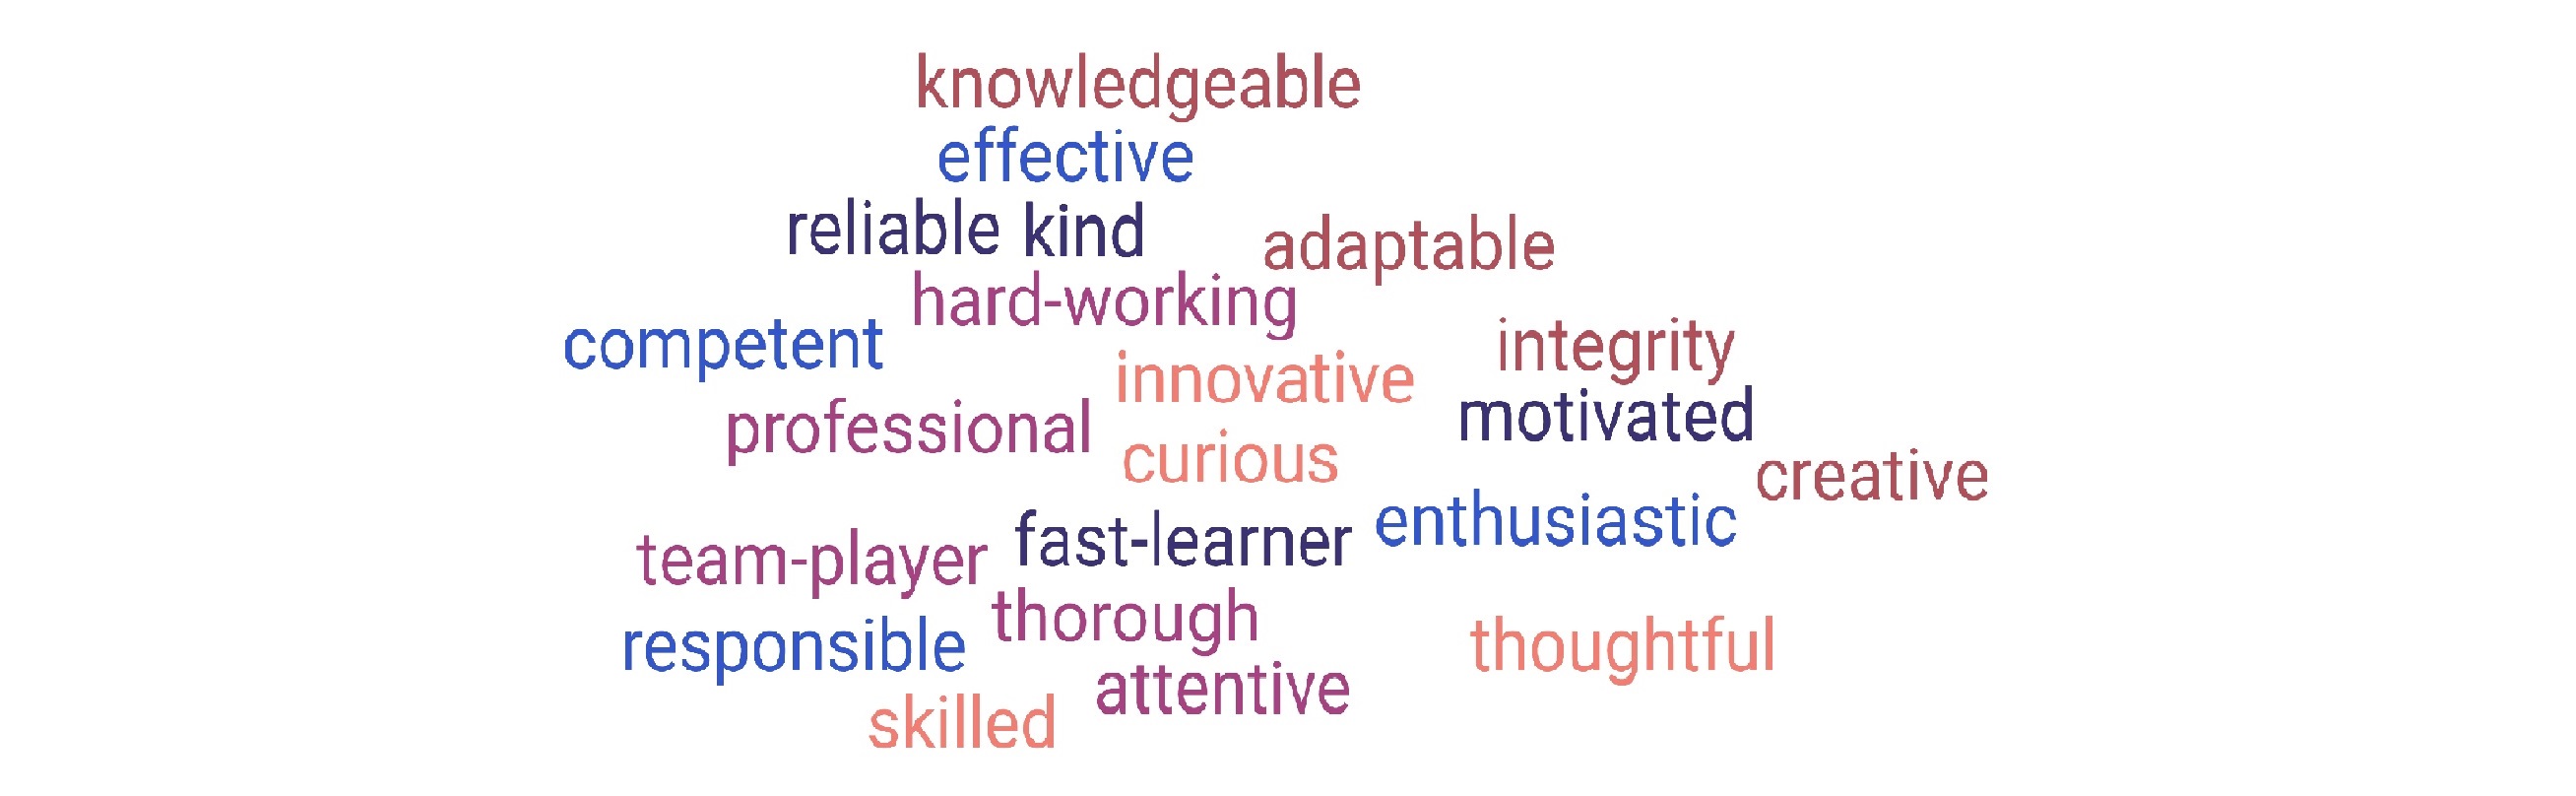 knowledgeable
effective
reliable kind
adaptable
hard-working
competent
integrity
innovative
motivated
professional
curious
creative
enthusiastic
fast-learner
team-player
thorough
responsible
thoughtful
attentive
skilled